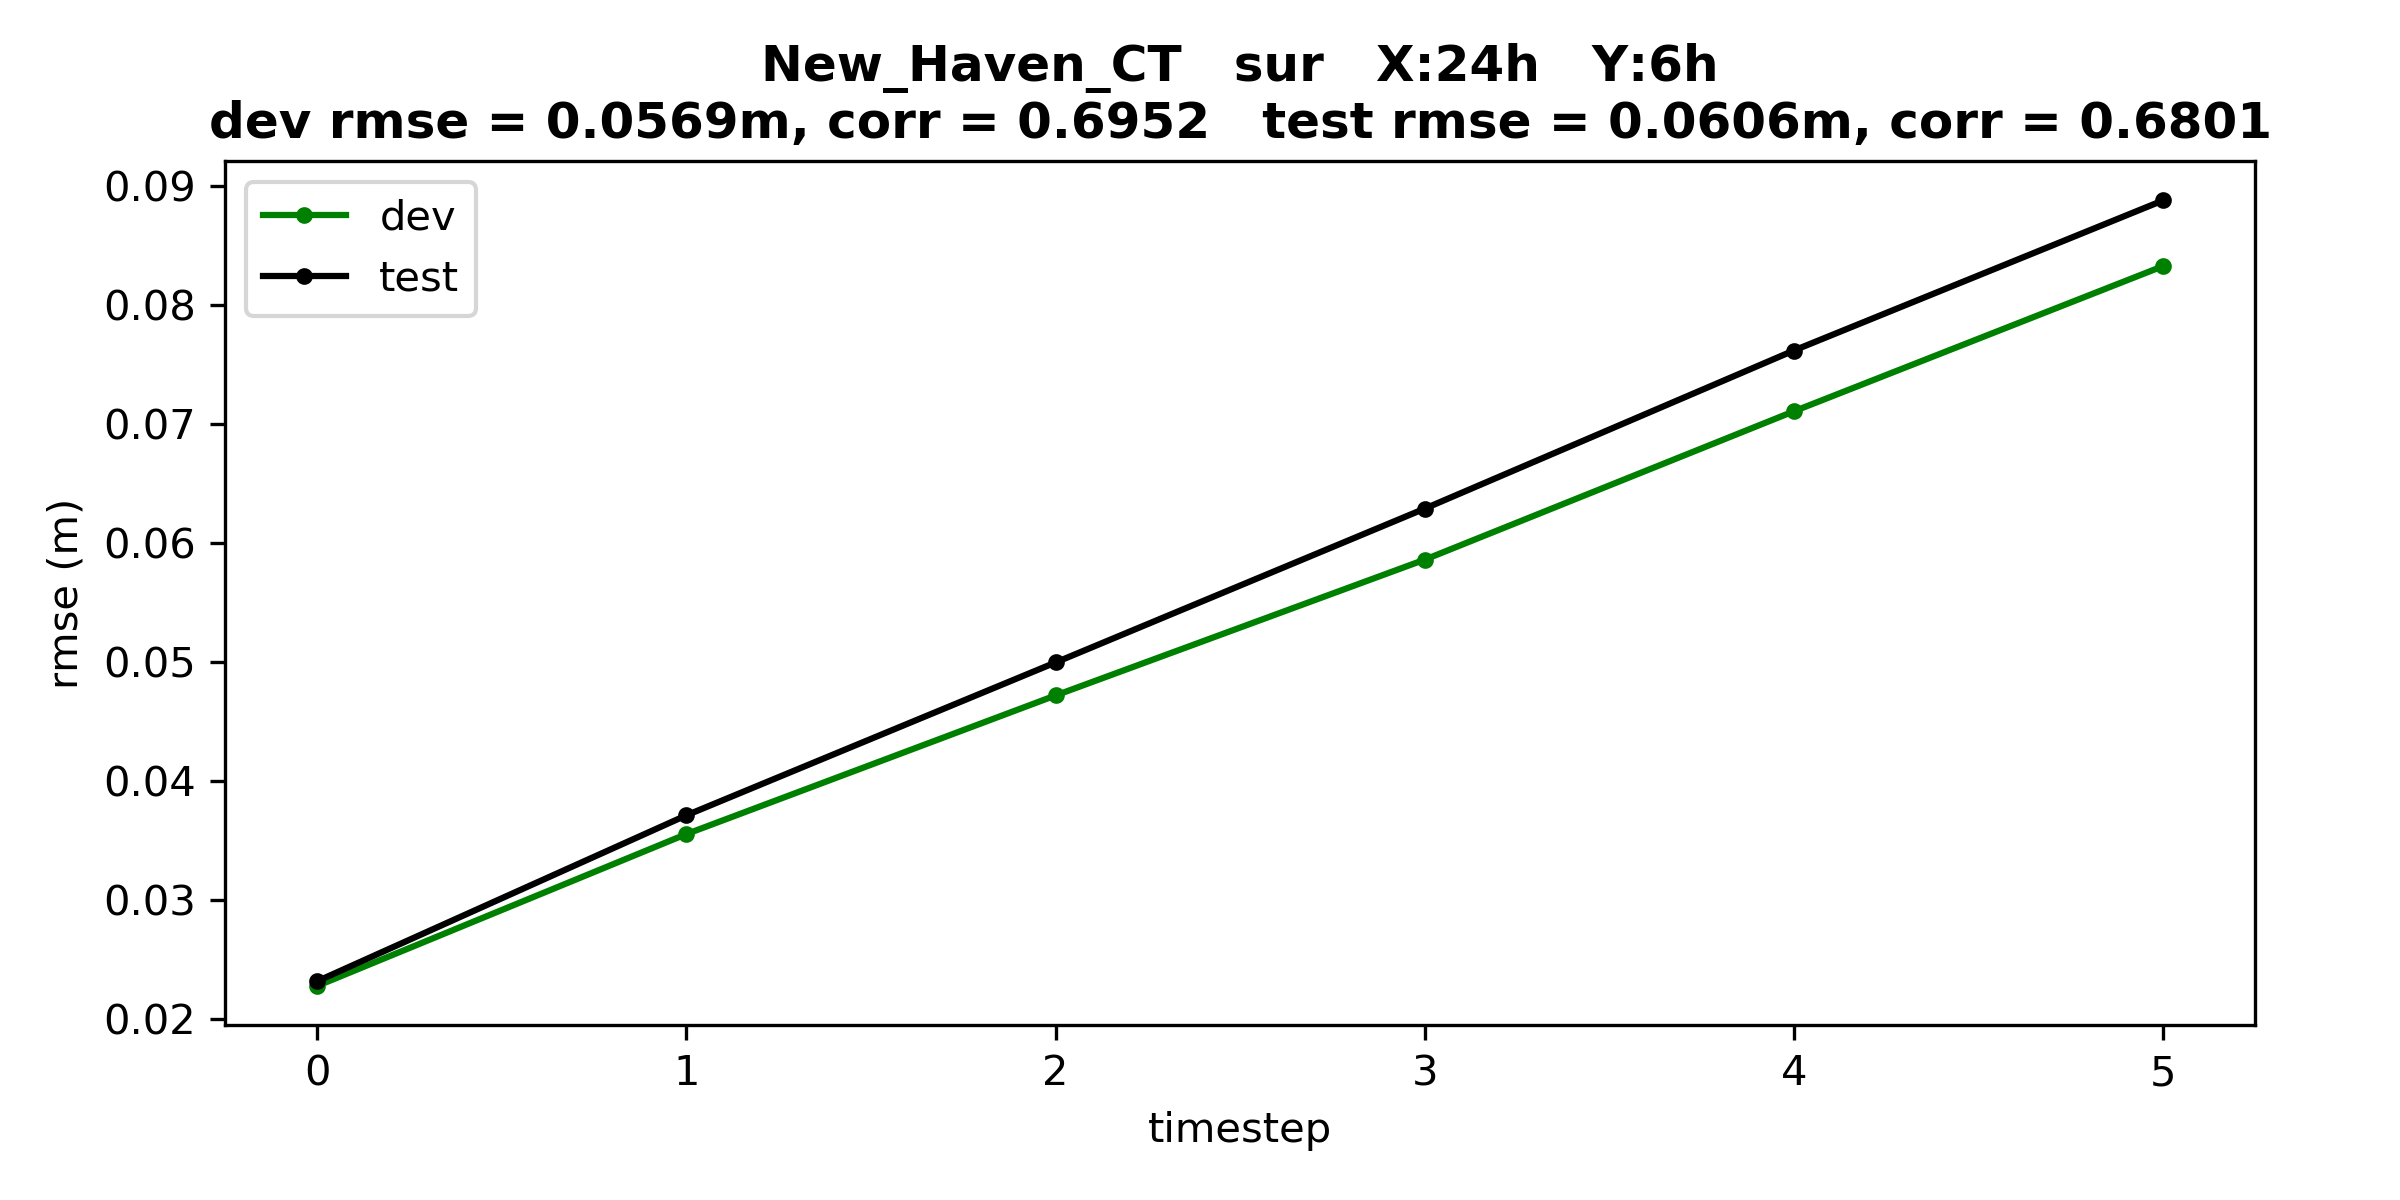 New_Haven_CT   sur   X:24h   Y:6h
dev rmse = 0.0569m, corr = 0.6952   test rmse = 0.0606m, corr = 0.6801
dev
test
0.09
0.08
0.07
0.06
0.05
0.04
0.03
0.02
rmse (m)
0 1 2 3 4 5
timestep